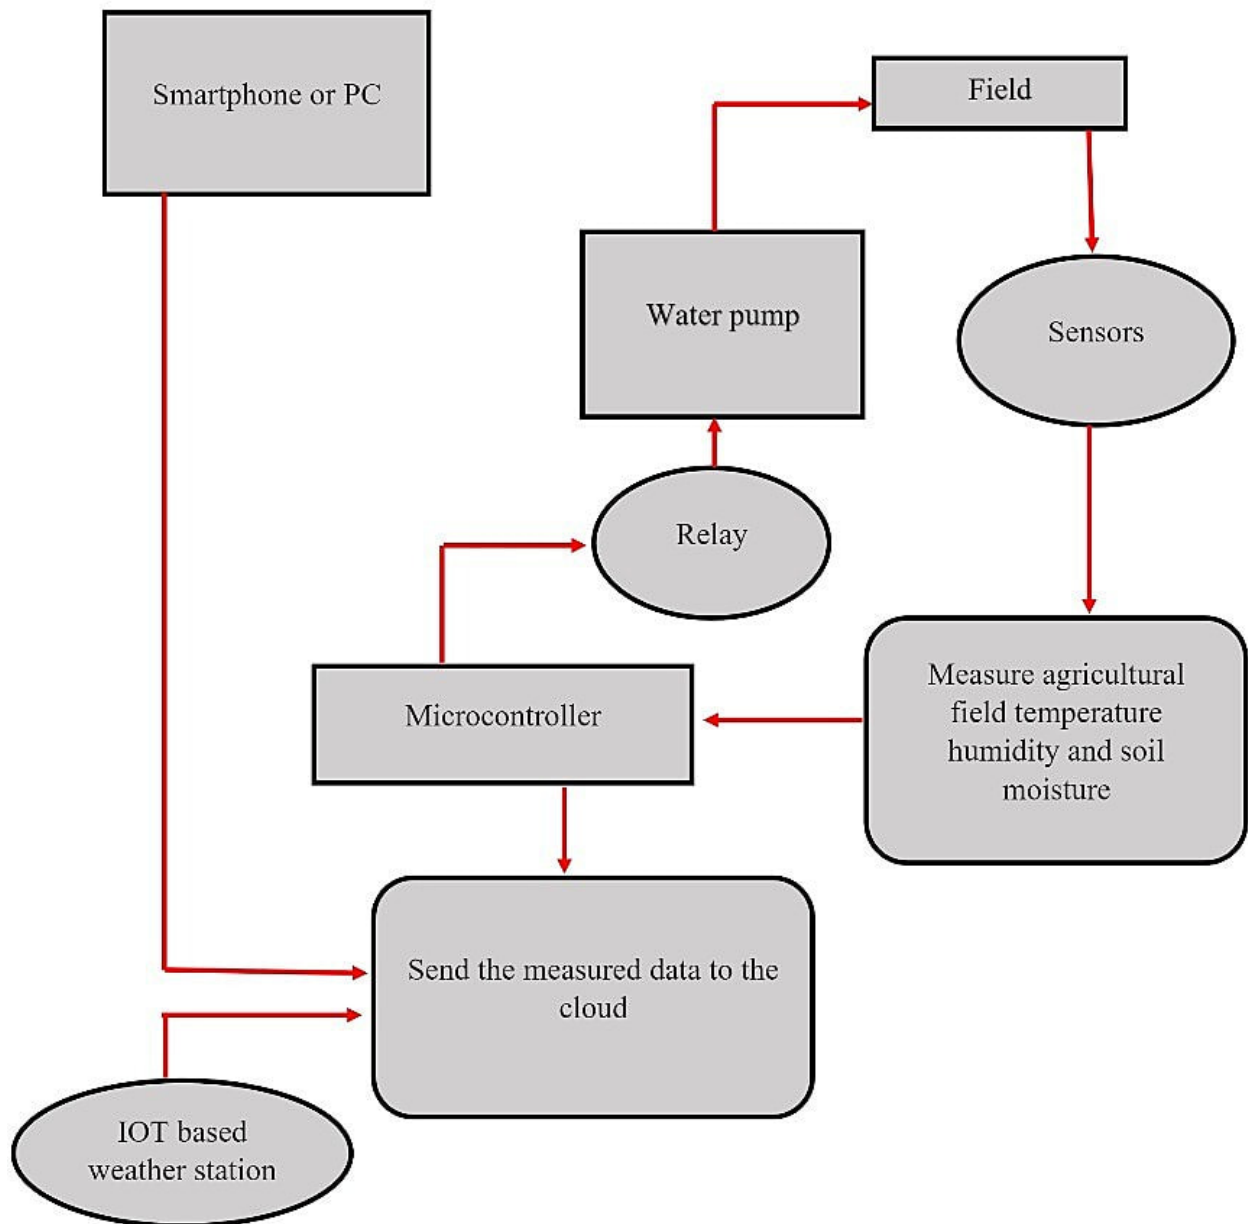 Smartphone or PC
Field
Water pump
Sensors
Relay
Measure agricultural
field temperature
humidity and soil
moisture
Microcontroller
Send the measured data to the
cloud
IOT based
weather station